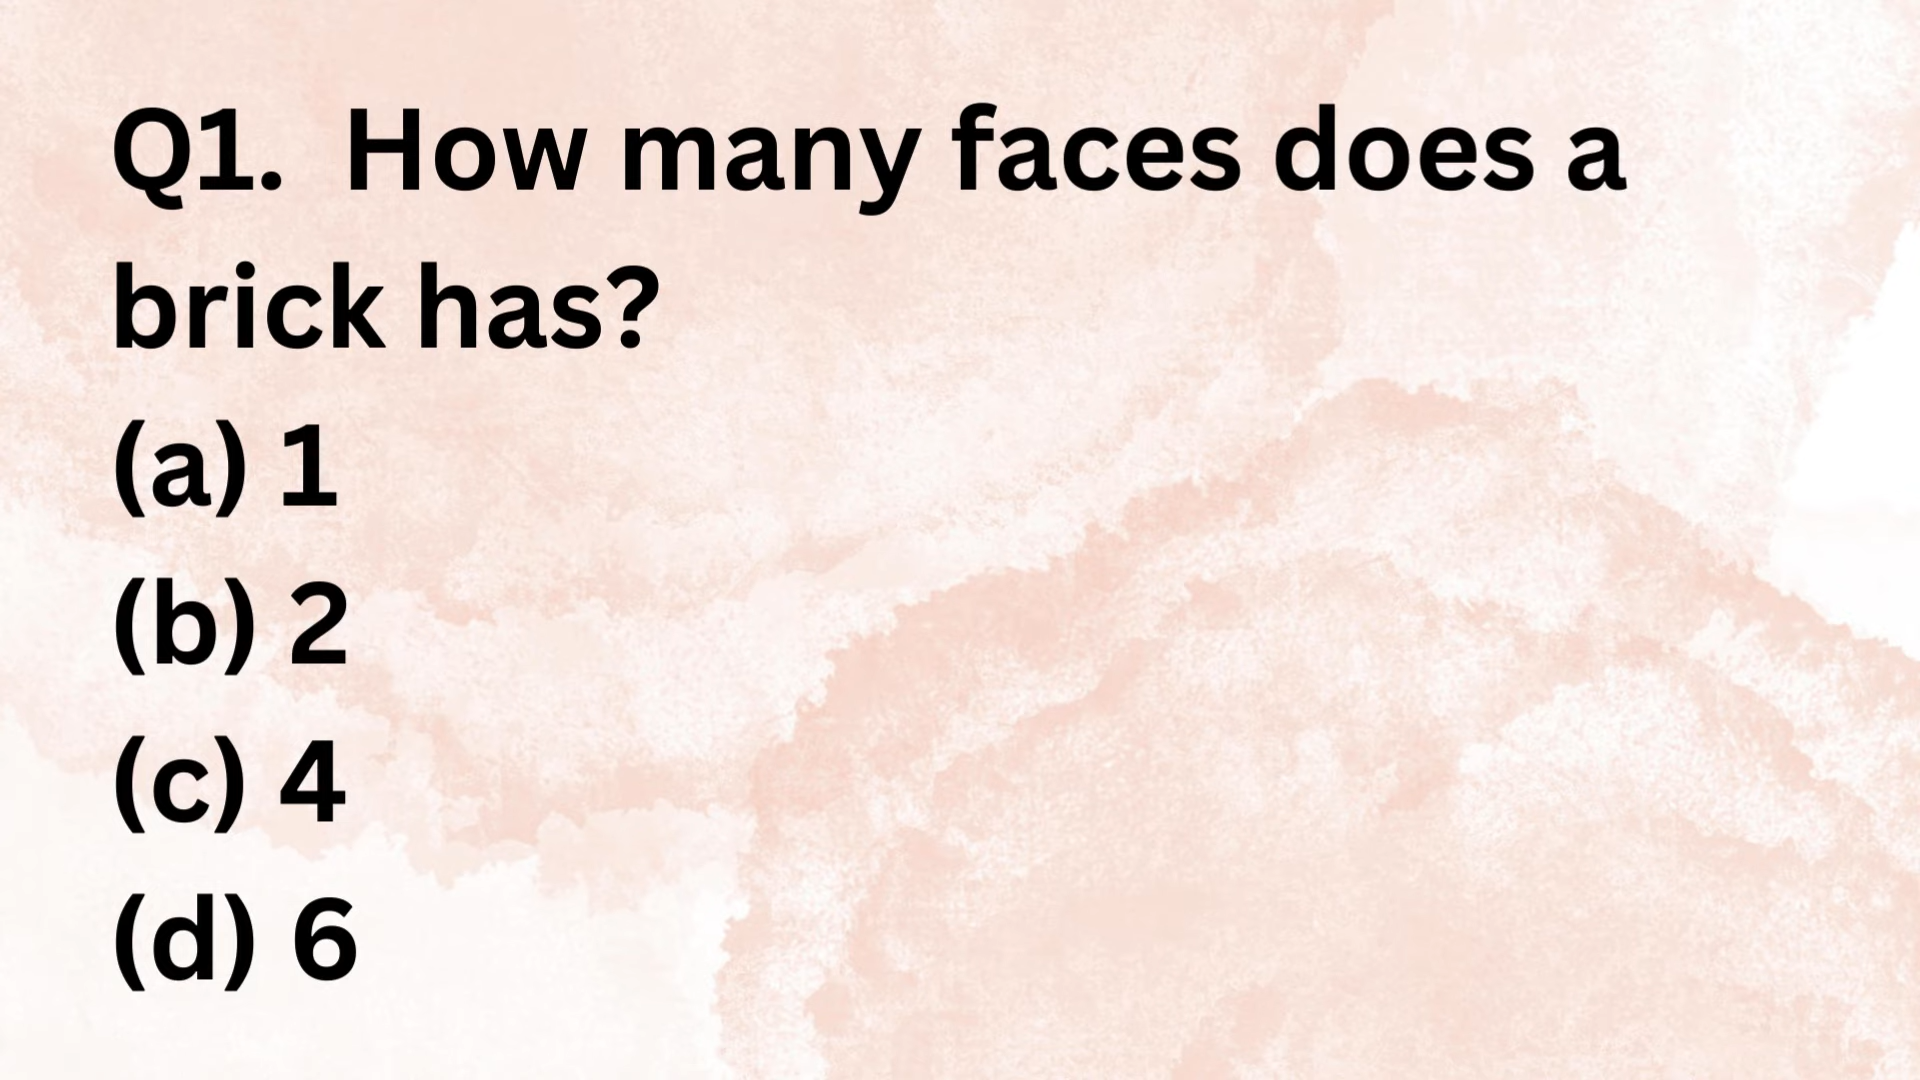 Q1.  How many faces does a
brick has?
(a) 1
(b) 2
(c) 4
(d) 6